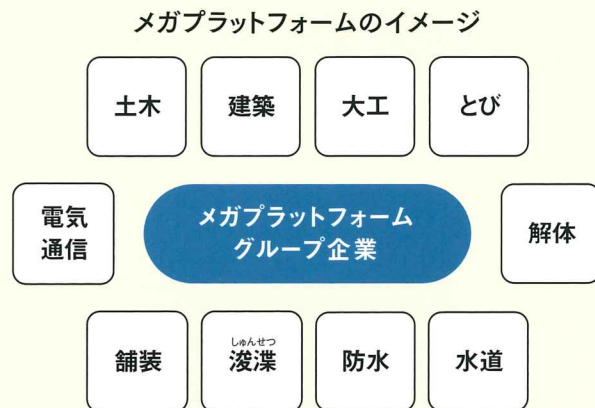 メガプラットフォームのイメージ
土木
建築
大工
とび
電気
通信
メガプラットフォーム
グループ企業
解体
舗装
しゅんせつ
浚渫
防水
水道